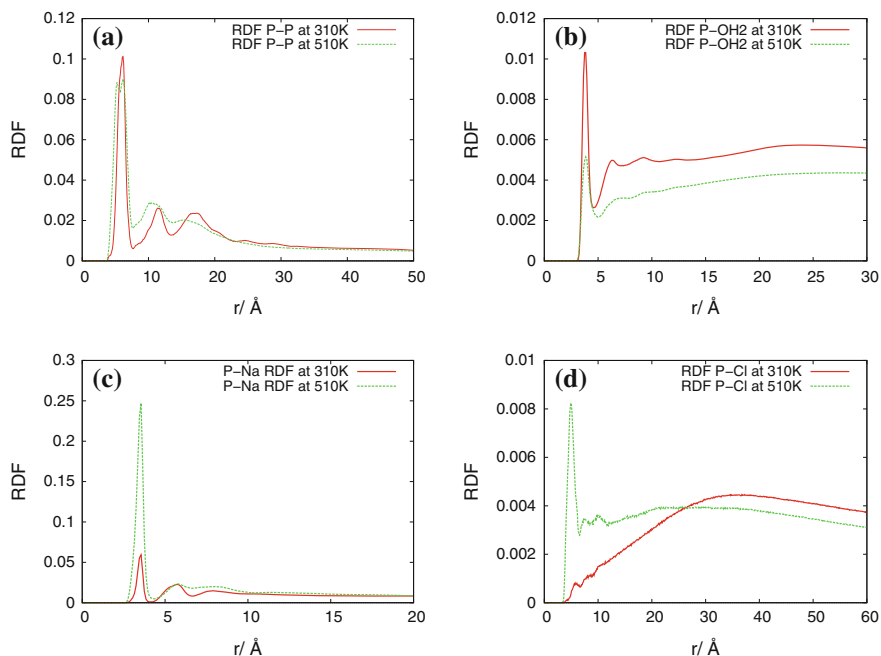 (a)
RDF P-P at 310K
RDF P-P at 510K
0.12
0.1
0.08
0.06
0.04
0.02
0
RDF
0 10 20 30 40 50
r/ Å
(b)
RDF P-OH2 at 310K
RDF P-OH2 at 510K
0.012
0.01
0.008
0.006
0.004
0.002
0
RDF
0 5 10 15 20 25 30
r/ Å
(c)
P-Na RDF at 310K
P-Na RDF at 510K
0.3
0.25
0.2
0.15
0.1
0.05
0
RDF
0 5 10 15 20
r/ Å
(d)
RDF P-Cl at 310K
RDF P-Cl at 510K
0.01
0.008
0.006
0.004
0.002
0
RDF
0 10 20 30 40 50 60
r/ Å